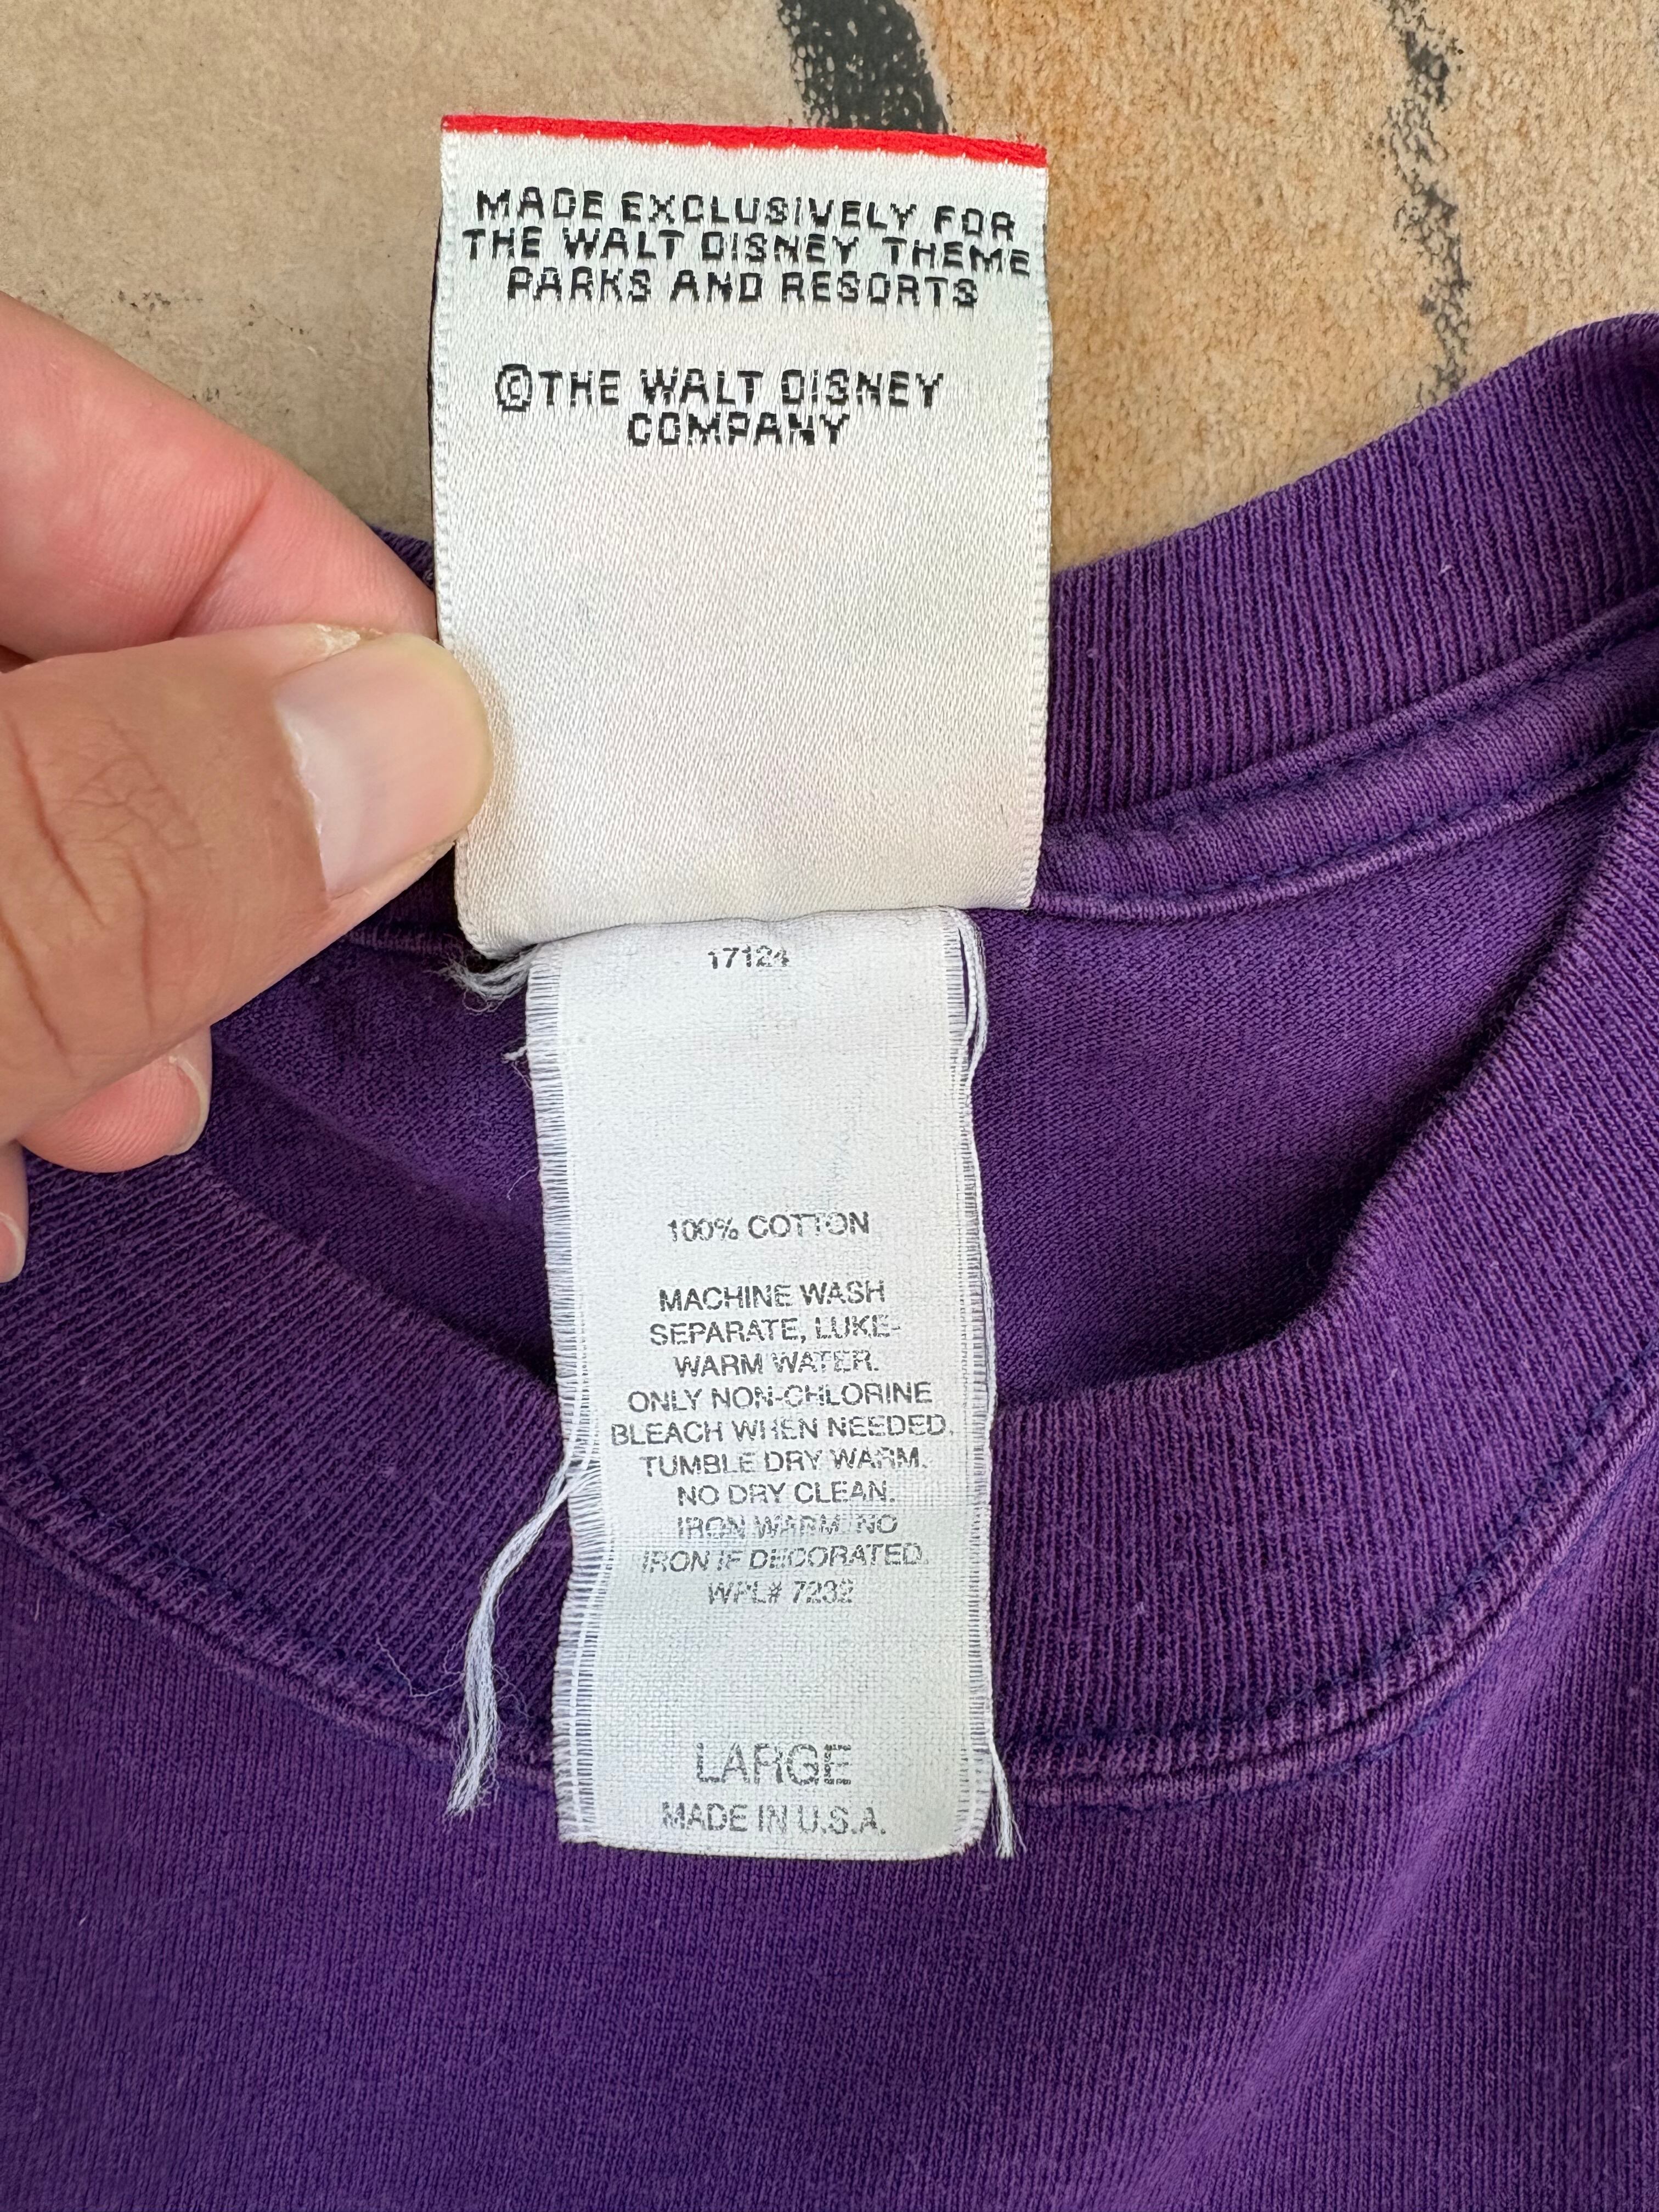 MADE EXCLUSIVELY FOR
THE WALT DISNEY THEME
PARKS AND RESORTS
©THE WALT DISNEY
COMPANY
17124
100% COTTON
MACHINE WASH
SEPARATE, LUKE-
WARM WATER.
ONLY NON-CHLORINE
BLEACH WHEN NEEDED.
TUMBLE DRY WARM.
NO DRY CLEAN.
IRON WARM. NO
IRON IF DECORATED.
WPL# 7232
LARGE
MADE IN U.S.A.